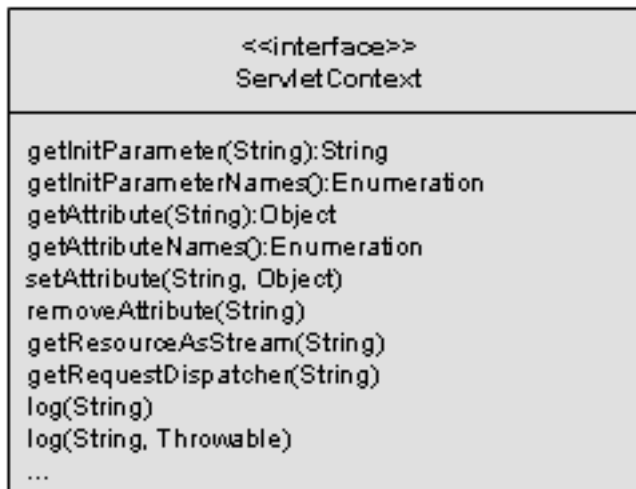 <<interface>>
ServletContext
getInitParameter(String):String
getInitParameterNames():Enumeration
getAttribute(String):Object
getAttributeNames():Enumeration
setAttribute(String, Object)
removeAttribute(String)
getResourceAsStream(String)
getRequestDispatcher(String)
log(String)
log(String, Throwable)
...